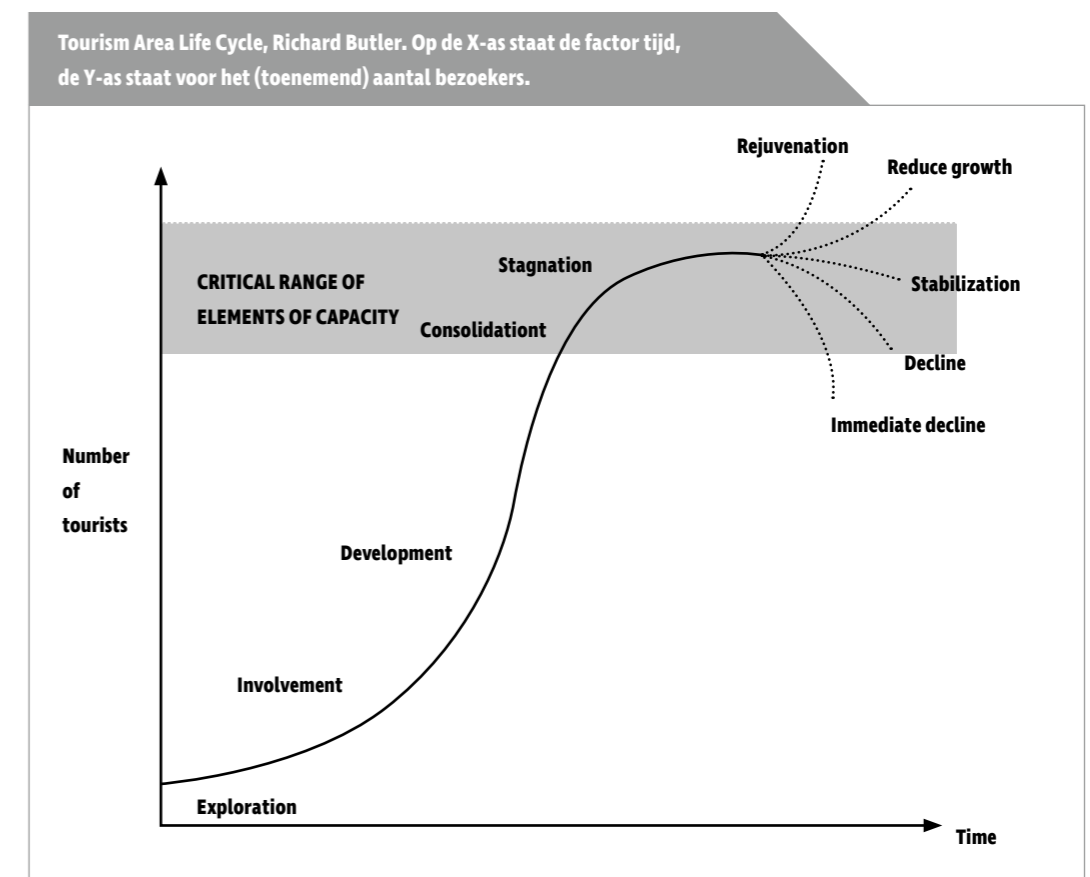 Tourism Area Life Cycle, Richard Butler. Op de X-as staat de factor tijd,
de Y-as staat voor het (toenemend) aantal bezoekers.
Rejuvenation
Reduce growth
Stagnation
CRITICAL RANGE OF
ELEMENTS OF CAPACITY
Stabilization
Consolidationt
Decline
Immediate decline
Number
of
tourists
Development
Involvement
Exploration
Time